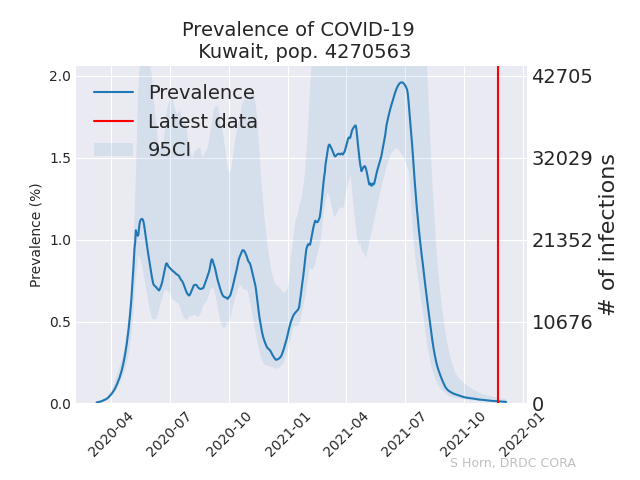 Prevalence of COVID-19
Kuwait, pop. 4270563
Prevalence
Latest data
95CI
Prevalence (%)
2.0
1.5
1.0
0.5
0.0
42705
32029
21352
10676
0
# of infections
2020-04
2020-07
2020-10
2021-01
2021-04
2021-07
2021-10
2022-01
S Horn, DRDC CORA